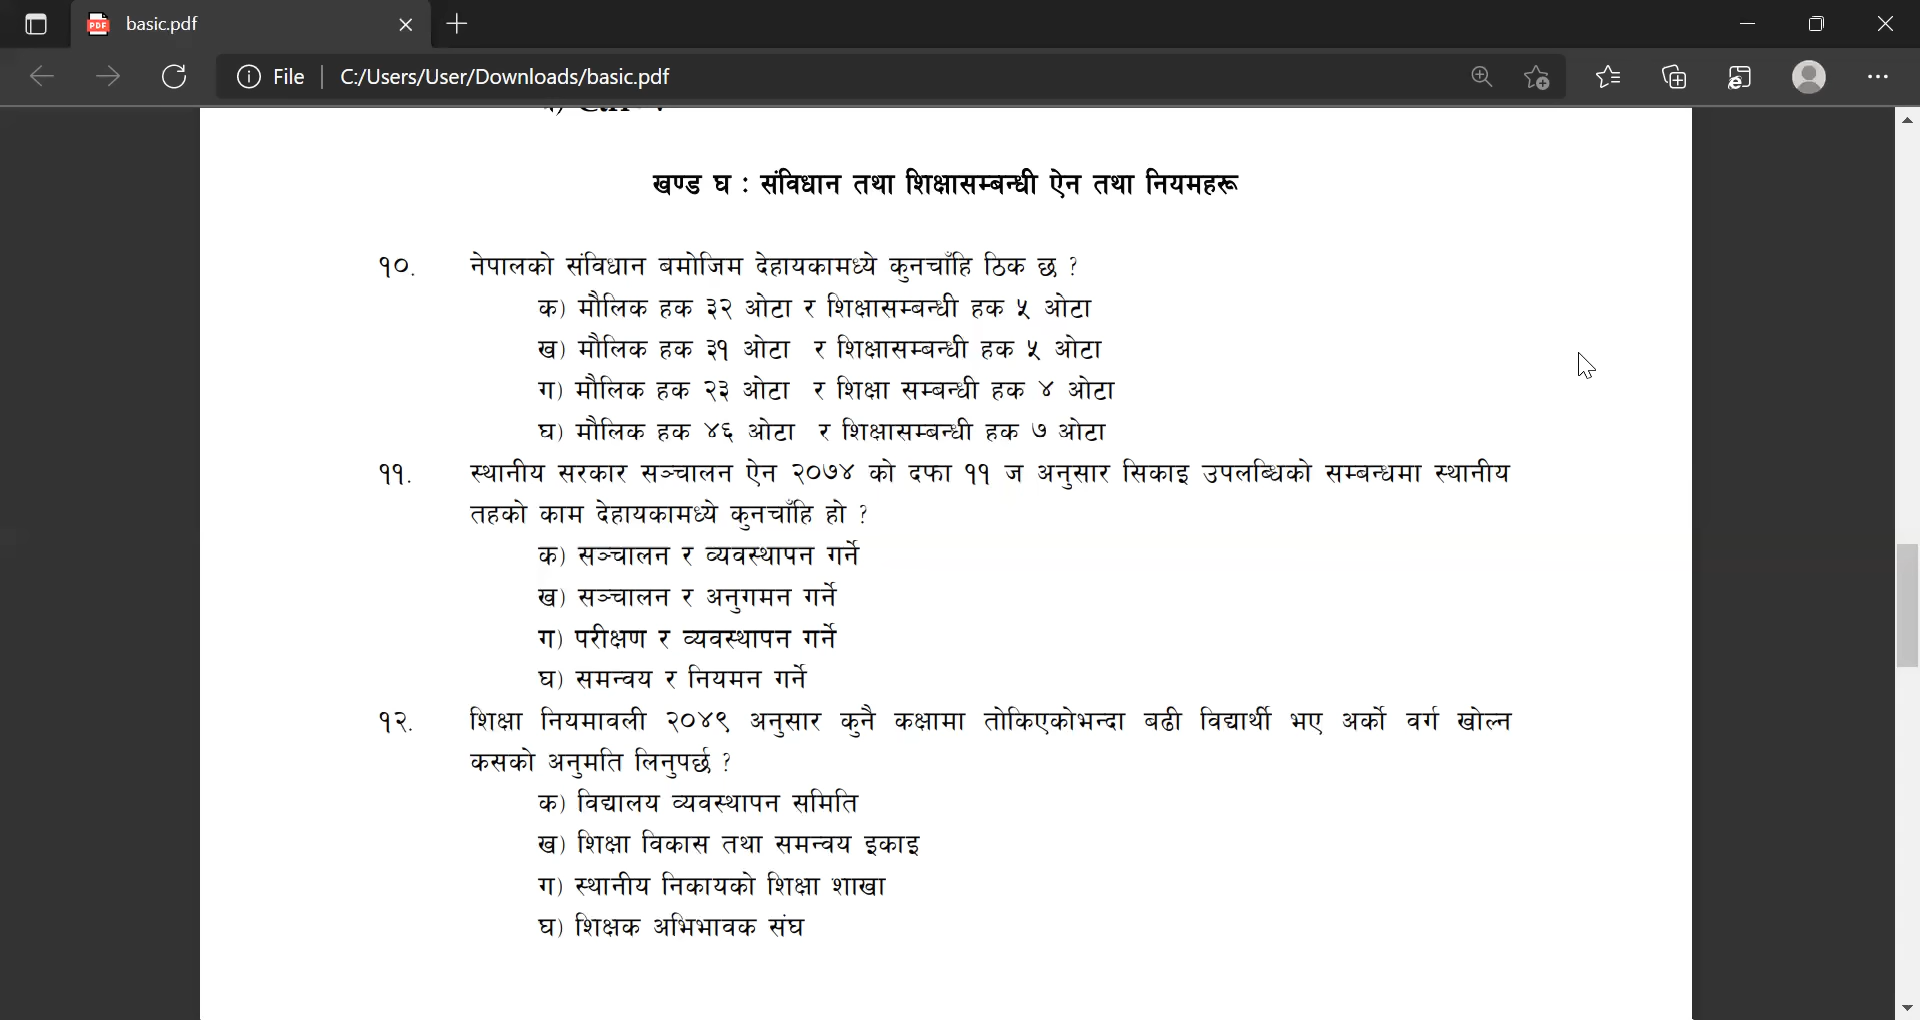 basic.pdf
File C:/Users/User/Downloads/basic.pdf
खण्ड घ : संविधान तथा शिक्षासम्बन्धी ऐन तथा नियमहरू
१०. नेपालको संविधान बमोजिम देहायकामध्ये कुनचाँहि ठिक छ ?
क) मौलिक हक ३२ ओटा र शिक्षासम्बन्धी हक ५ ओटा
ख) मौलिक हक ३१ ओटा र शिक्षासम्बन्धी हक ५ ओटा
ग) मौलिक हक २३ ओटा र शिक्षा सम्बन्धी हक ४ ओटा
घ) मौलिक हक ४६ ओटा र शिक्षासम्बन्धी हक ७ ओटा
११. स्थानीय सरकार सञ्चालन ऐन २०७४ को दफा ११ ज अनुसार सिकाइ उपलब्धिको सम्बन्धमा स्थानीय
तहको काम देहायकामध्ये कुनचाँहि हो ?
क) सञ्चालन र व्यवस्थापन गर्ने
ख) सञ्चालन र अनुगमन गर्ने
ग) परीक्षण र व्यवस्थापन गर्ने
घ) समन्वय र नियमन गर्ने
१२. शिक्षा नियमावली २०४९ अनुसार कुनै कक्षामा तोकिएकोभन्दा बढी विद्यार्थी भए अर्को वर्ग खोल्न
कसको अनुमति लिनुपर्छ ?
क) विद्यालय व्यवस्थापन समिति
ख) शिक्षा विकास तथा समन्वय इकाइ
ग) स्थानीय निकायको शिक्षा शाखा
घ) शिक्षक अभिभावक संघ